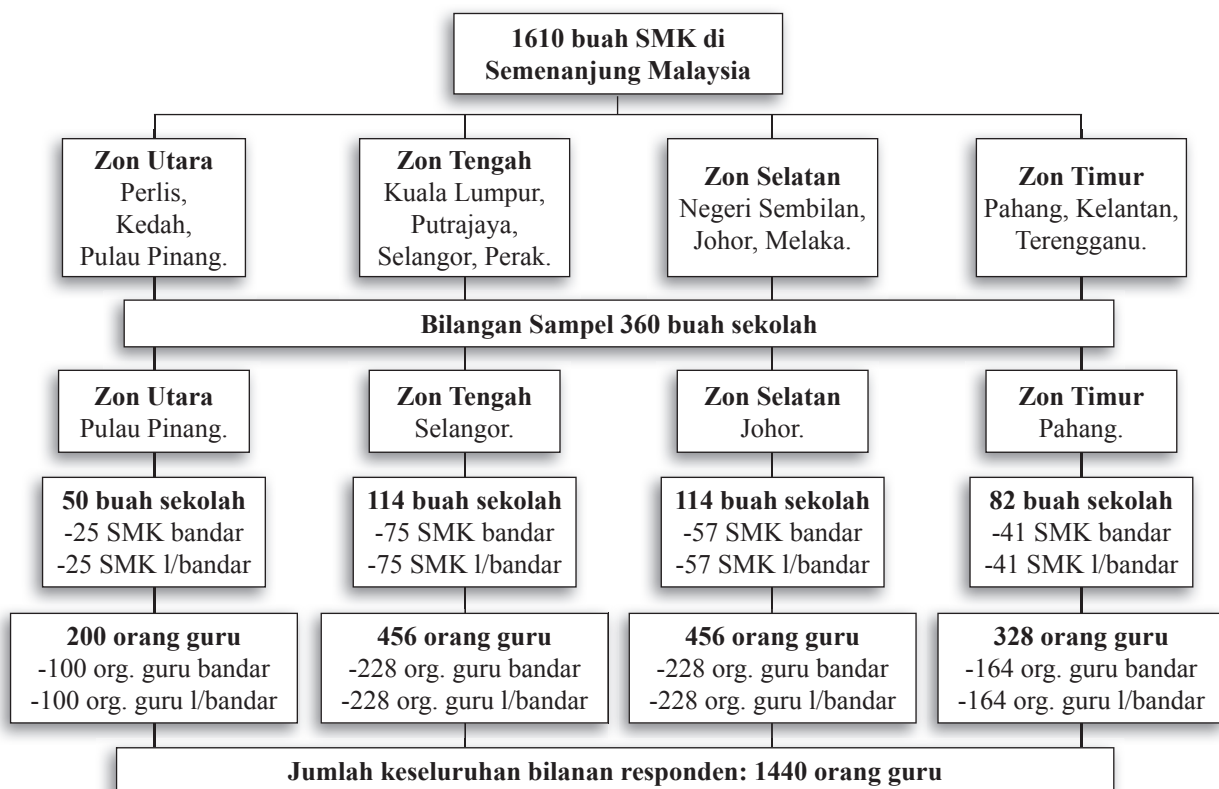 1610 buah SMK di
Semenanjung Malaysia
Zon Utara
Perlis,
Kedah,
Pulau Pinang.
Zon Tengah
Kuala Lumpur,
Putrajaya,
Selangor, Perak.
Zon Selatan
Negeri Sembilan,
Johor, Melaka.
Zon Timur
Pahang, Kelantan,
Terengganu.
Bilangan Sampel 360 buah sekolah
Zon Utara
Pulau Pinang.
Zon Tengah
Selangor.
Zon Selatan
Johor.
Zon Timur
Pahang.
50 buah sekolah
-25 SMK bandar
-25 SMK l/bandar
114 buah sekolah
-75 SMK bandar
-75 SMK l/bandar
114 buah sekolah
-57 SMK bandar
-57 SMK l/bandar
82 buah sekolah
-41 SMK bandar
-41 SMK l/bandar
200 orang guru
-100 org. guru bandar
-100 org. guru l/bandar
456 orang guru
-228 org. guru bandar
-228 org. guru l/bandar
456 orang guru
-228 org. guru bandar
-228 org. guru l/bandar
328 orang guru
-164 org. guru bandar
-164 org. guru l/bandar
Jumlah keseluruhan bilanan responden: 1440 orang guru